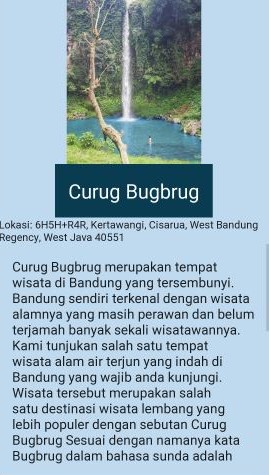 Curug Bugbrug
Lokasi: 6H5H+R4R, Kertawangi, Cisarua, West Bandung
Regency, West Java 40551
Curug Bugbrug merupakan tempat
wisata di Bandung yang tersembunyi.
Bandung sendiri terkenal dengan wisata
alamnya yang masih perawan dan belum
terjamah banyak sekali wisatawannya.
Kami tunjukan salah satu tempat
wisata alam air terjun yang indah di
Bandung yang wajib anda kunjungi.
Wisata tersebut merupakan salah
satu destinasi wisata lembang yang
lebih populer dengan sebutan Curug
Bugbrug Sesuai dengan namanya kata
Bugbrug dalam bahasa sunda adalah